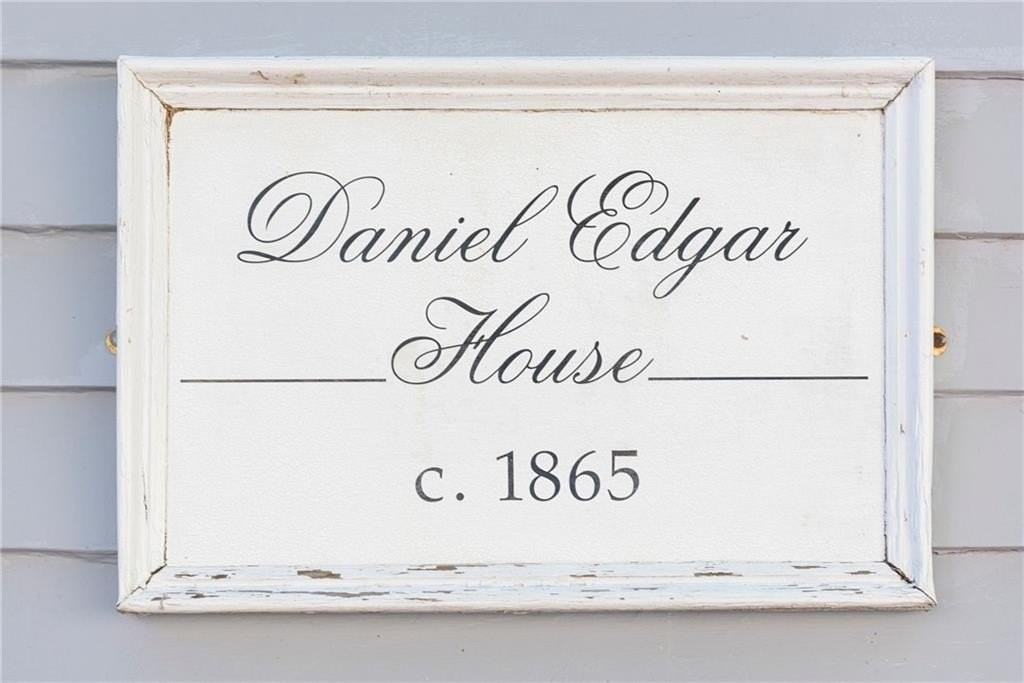 Daniel Edgar
House
c. 1865